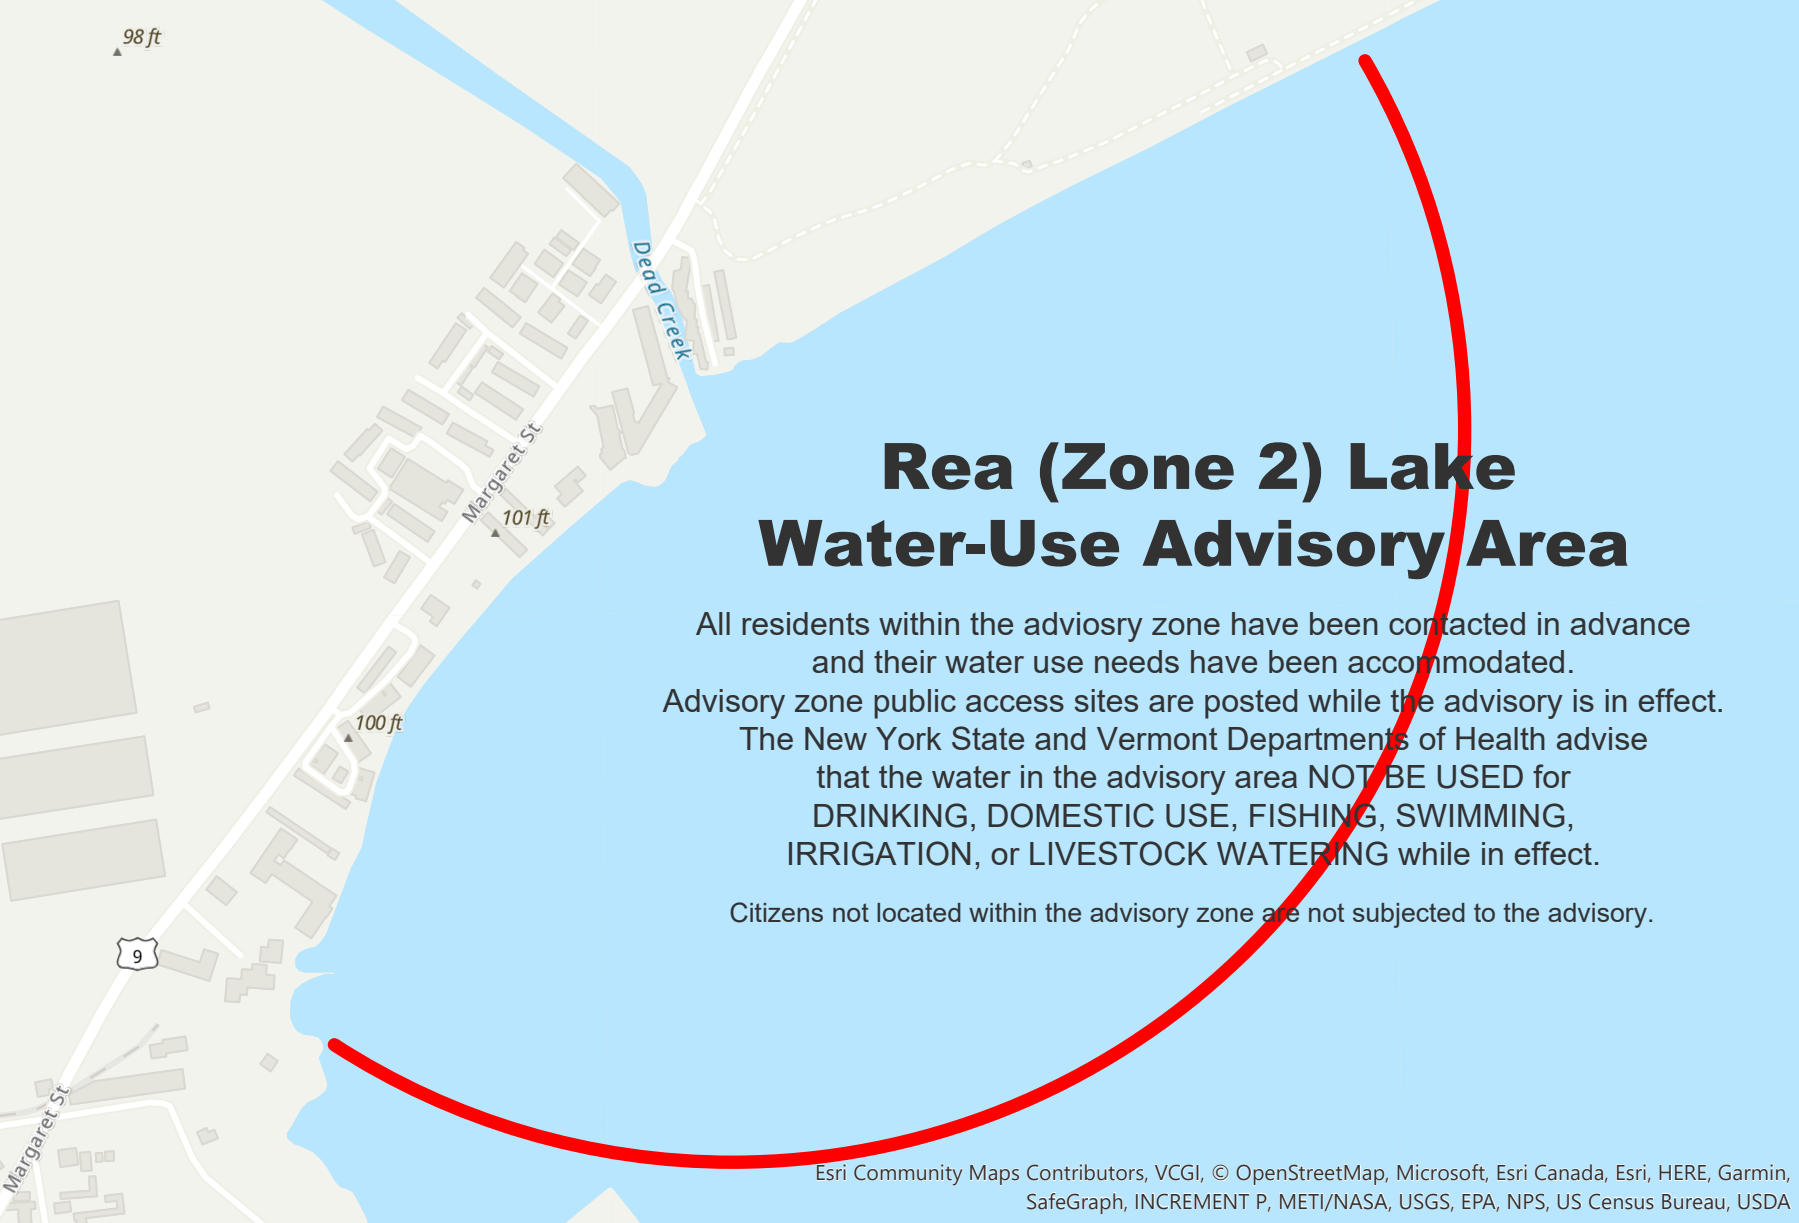 98 ft
Dead Creek
Margaret St
101 ft
Rea (Zone 2) Lake
Water-Use Advisory Area
All residents within the adviosry zone have been contacted in advance
and their water use needs have been accommodated.
Advisory zone public access sites are posted while the advisory is in effect.
The New York State and Vermont Departments of Health advise
that the water in the advisory area NOT BE USED for
DRINKING, DOMESTIC USE, FISHING, SWIMMING,
IRRIGATION, or LIVESTOCK WATERING while in effect.
Citizens not located within the advisory zone are not subjected to the advisory.
100 ft
9
Margaret St
Esri Community Maps Contributors, VCGI, © OpenStreetMap, Microsoft, Esri Canada, Esri, HERE, Garmin,
SafeGraph, INCREMENT P, METI/NASA, USGS, EPA, NPS, US Census Bureau, USDA